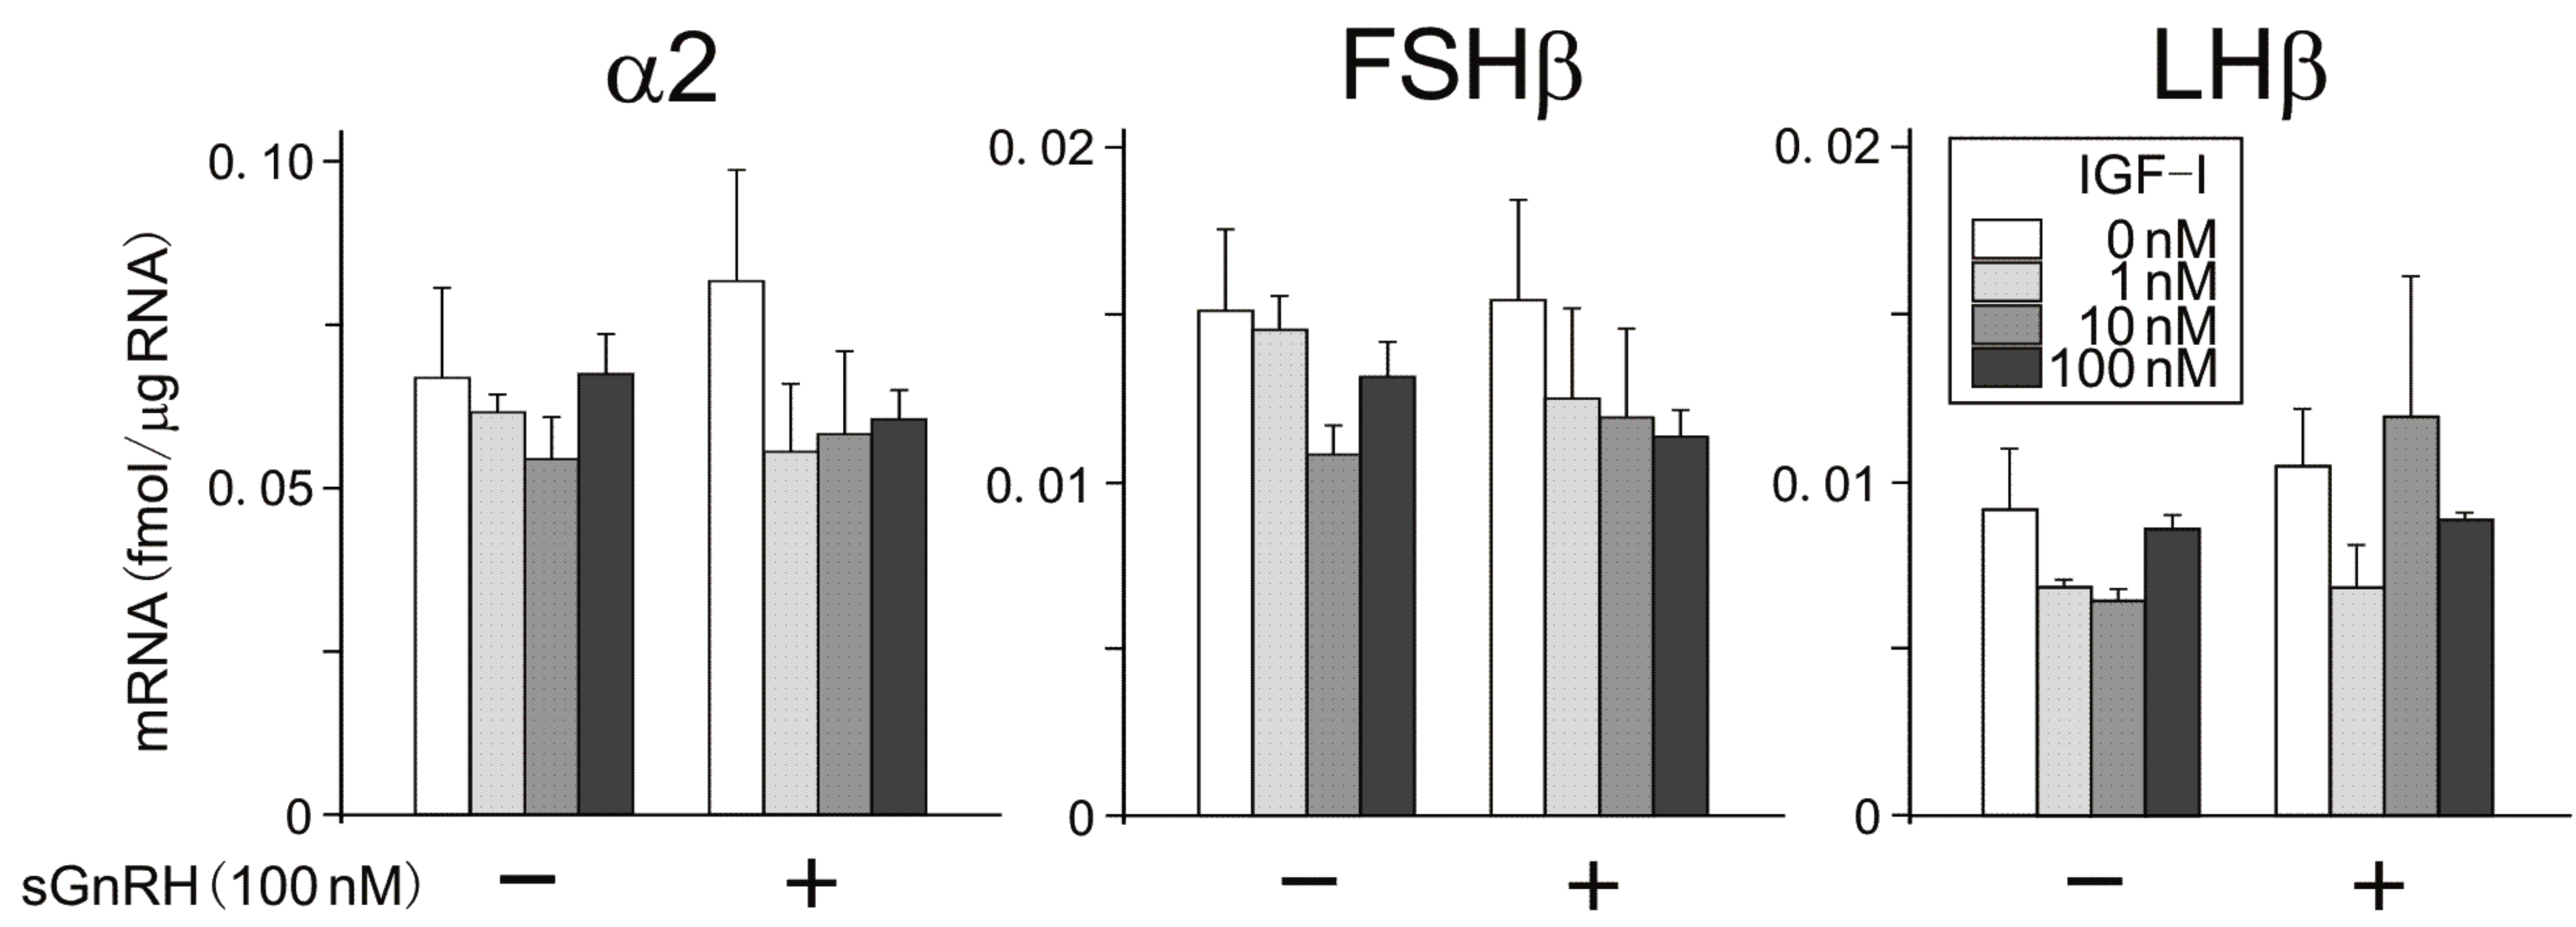 α2
FSHβ
LHβ
mRNA (fmol/μg RNA)
0.10
0.05
0
0.02
0.01
0
0.02
0.01
0
IGF-I
0 nM
1 nM
10 nM
100 nM
sGnRH (100 nM)
− +
− +
− +